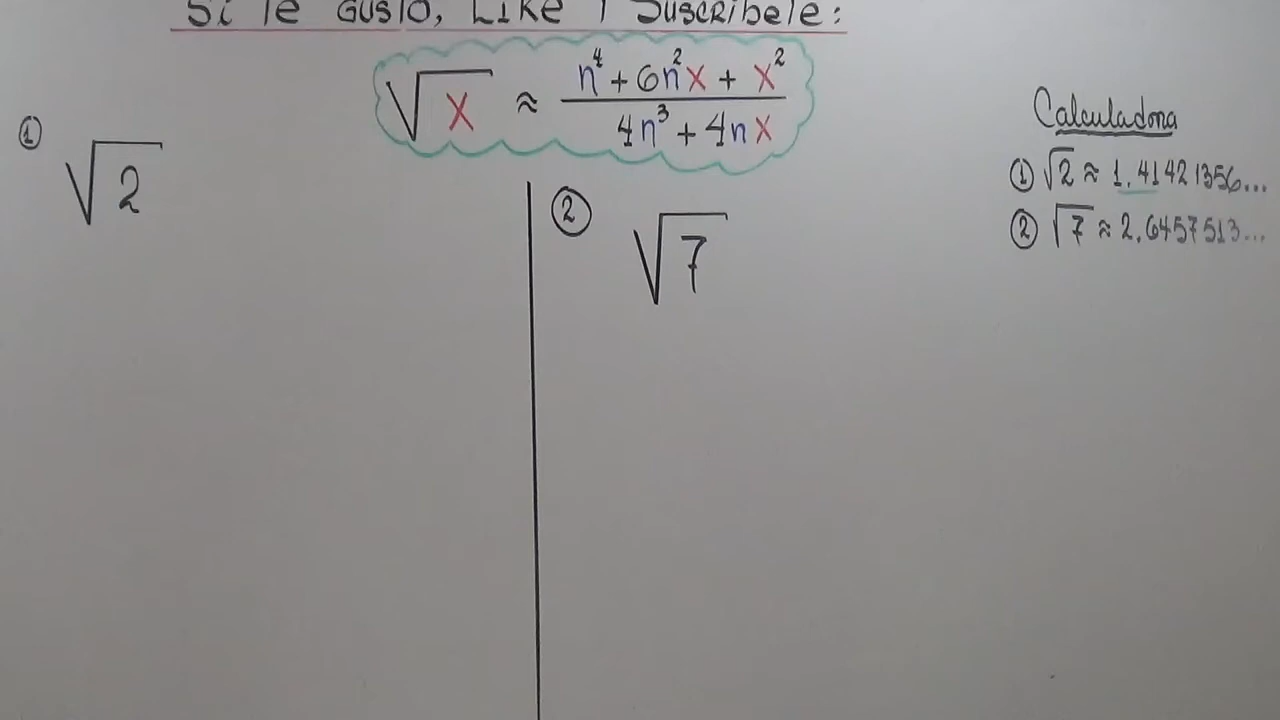 Si te Gustó, Like Y Suscribete:
√x ≈ (n⁴ + 6n²x + x²) / (4n³ + 4nx)
① √2
② √7
Calculadora
① √2 ≈ 1,41421356...
② √7 ≈ 2,6457513...